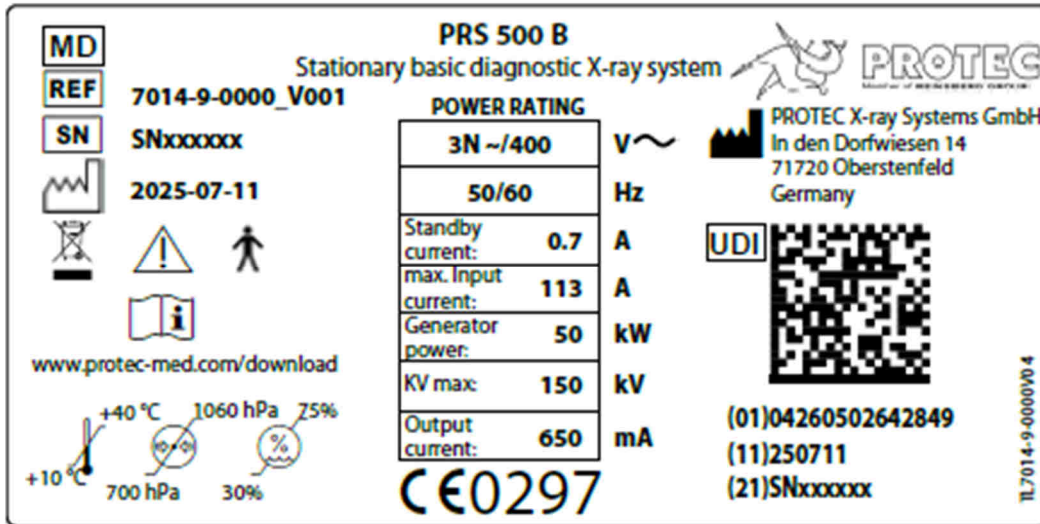 PRS 500 B
Stationary basic diagnostic X-ray system
MD
REF 7014-9-0000_V001
SN SNxxxxxx
2025-07-11
i
www.protec-med.com/download
+40 °C
+10 °C
1060 hPa
700 hPa
75%
%
30%
POWER RATING
3N ~/400 V~
50/60 Hz
Standby current: 0.7 A
max. Input current: 113 A
Generator power: 50 kW
KV max: 150 kV
Output current: 650 mA
CE0297
PROTEC
PROTEC X-ray Systems GmbH
In den Dorfwiesen 14
71720 Oberstenfeld
Germany
UDI
(01)04260502642849
(11)250711
(21)SNxxxxxx